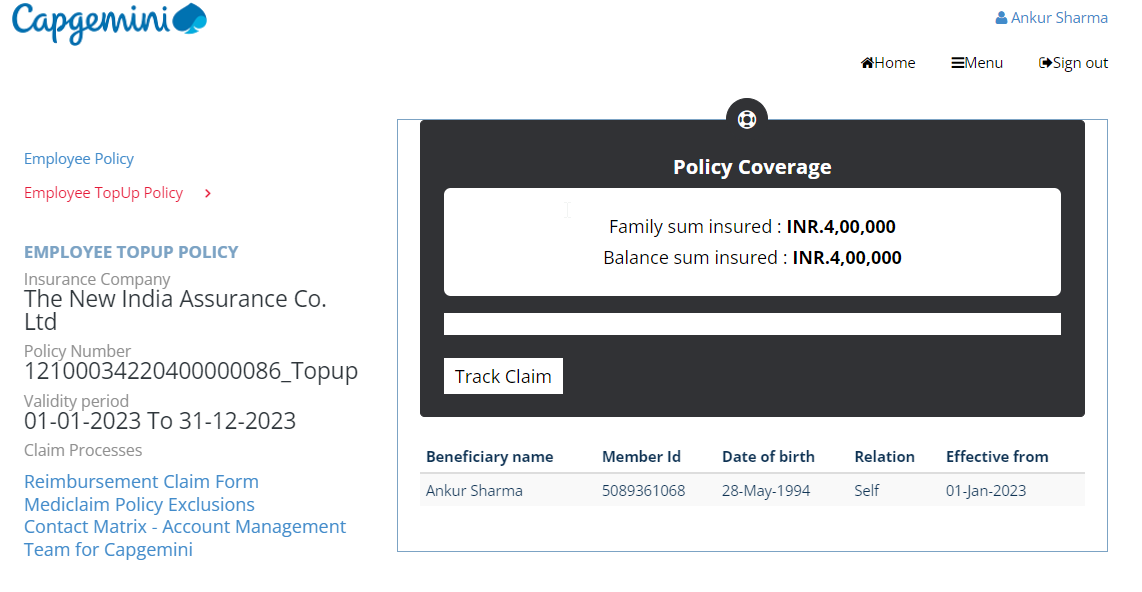 Capgemini
Ankur Sharma
Home Menu Sign out
Employee Policy
Employee TopUp Policy
EMPLOYEE TOPUP POLICY
Insurance Company
The New India Assurance Co.
Ltd
Policy Number
12100034220400000086_Topup
Validity period
01-01-2023 To 31-12-2023
Claim Processes
Reimbursement Claim Form
Mediclaim Policy Exclusions
Contact Matrix - Account Management
Team for Capgemini
Policy Coverage
Family sum insured : INR.4,00,000
Balance sum insured : INR.4,00,000
Track Claim
Beneficiary name Member Id Date of birth Relation Effective from
Ankur Sharma 5089361068 28-May-1994 Self 01-Jan-2023